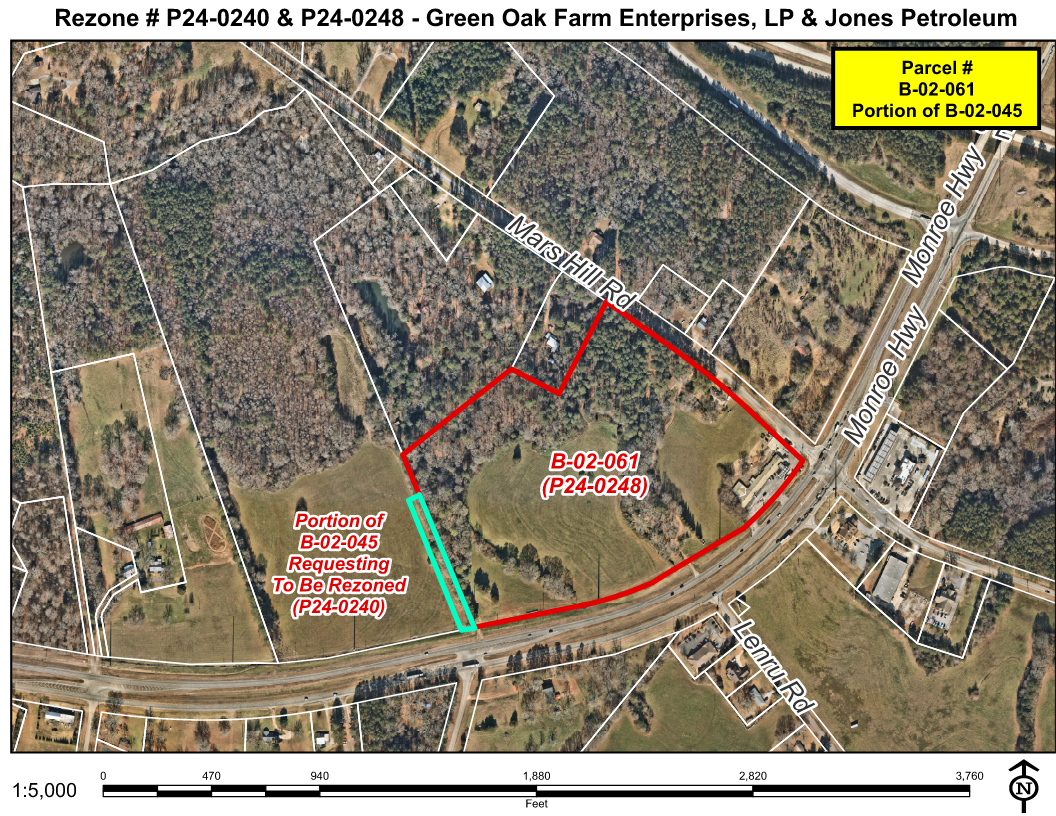 Rezone # P24-0240 & P24-0248 - Green Oak Farm Enterprises, LP & Jones Petroleum
Parcel #
B-02-061
Portion of B-02-045
Monroe Hwy
Mars Hill Rd
Monroe Hwy
B-02-061
(P24-0248)
Portion of
B-02-045
Requesting
To Be Rezoned
(P24-0240)
Lenru Rd
1:5,000
0 470 940 1,880 2,820 3,760
Feet
N